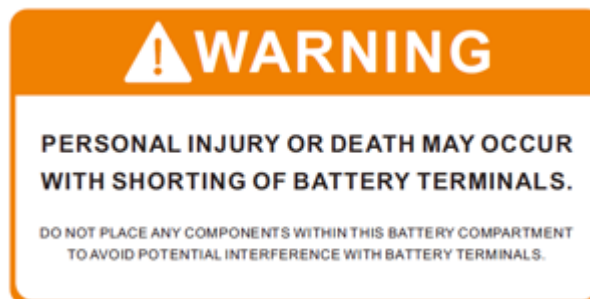 WARNING
PERSONAL INJURY OR DEATH MAY OCCUR
WITH SHORTING OF BATTERY TERMINALS.
DO NOT PLACE ANY COMPONENTS WITHIN THIS BATTERY COMPARTMENT
TO AVOID POTENTIAL INTERFERENCE WITH BATTERY TERMINALS.